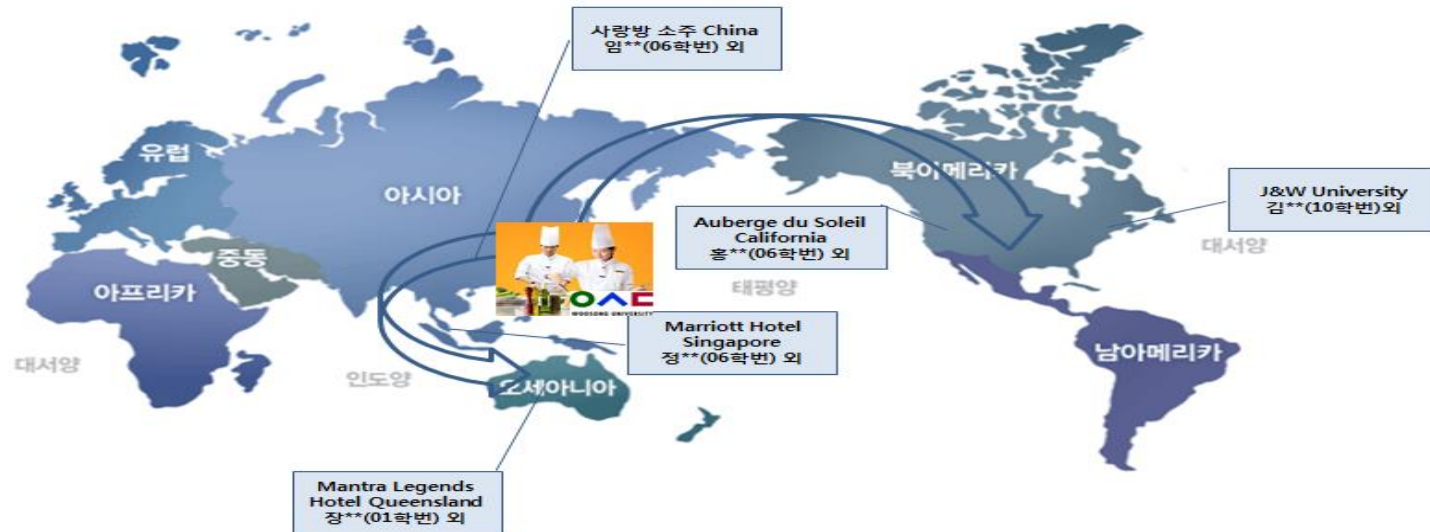 사랑방 소주 China
임**(06학번) 외
유럽
아시아
북아메리카
J&W University
김**(10학번)외
Auberge du Soleil
California
홍**(06학번) 외
중동
대서양
아프리카
태평양
WOOSONG UNIVERSITY
Marriott Hotel
Singapore
정**(06학번) 외
남아메리카
대서양
인도양
오세아니아
Mantra Legends
Hotel Queensland
장**(01학번) 외